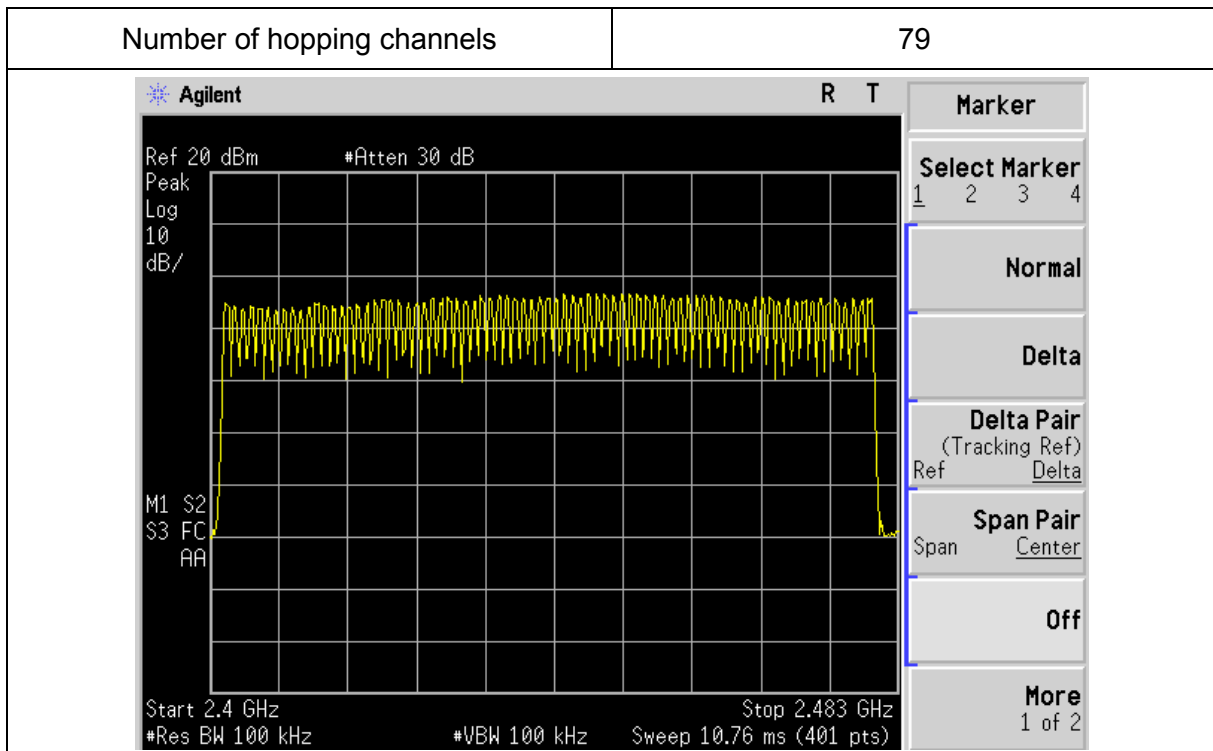 Number of hopping channels 79
Agilent R T
Ref 20 dBm #Atten 30 dB
Peak
Log
10
dB/
M1 S2
S3 FC
AA
Start 2.4 GHz Stop 2.483 GHz
#Res BW 100 kHz #VBW 100 kHz Sweep 10.76 ms (401 pts)
Marker
Select Marker
1 2 3 4
Normal
Delta
Delta Pair
(Tracking Ref)
Ref Delta
Span Pair
Span Center
Off
More
1 of 2